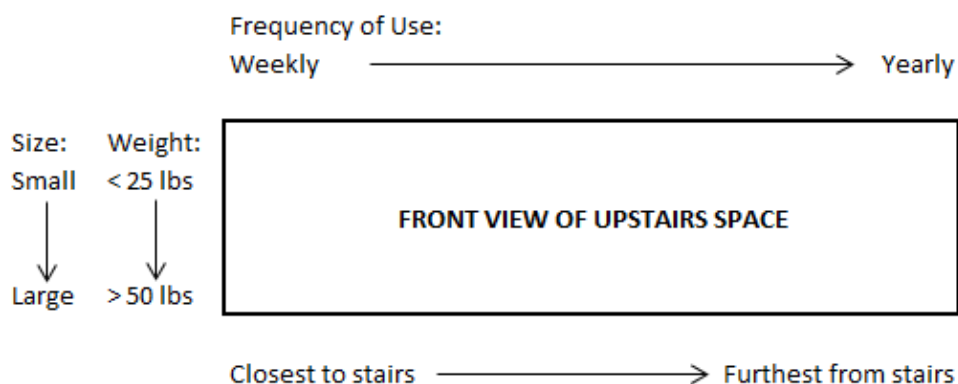 Frequency of Use:
Weekly Yearly
Size: Weight:
Small < 25 lbs
FRONT VIEW OF UPSTAIRS SPACE
Large > 50 lbs
Closest to stairs Furthest from stairs